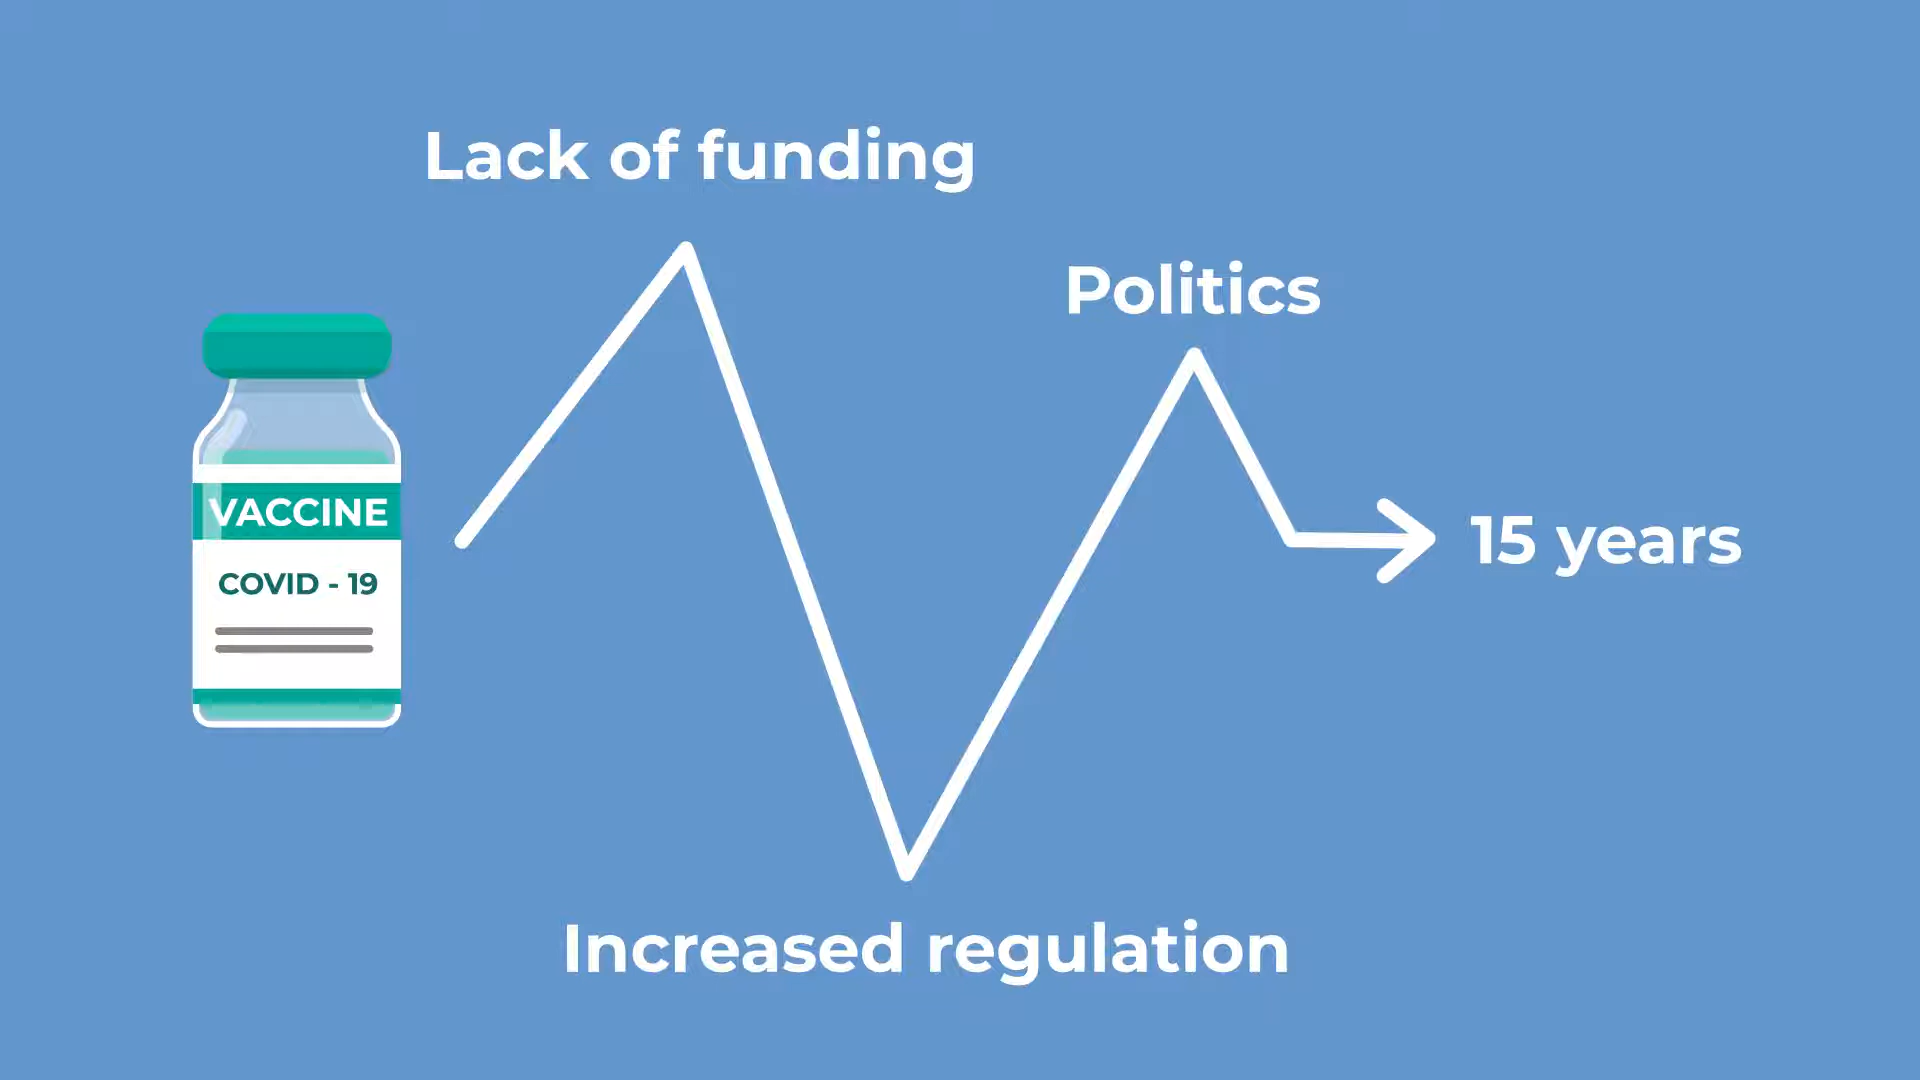 Lack of funding
Politics
VACCINE
COVID - 19
15 years
Increased regulation